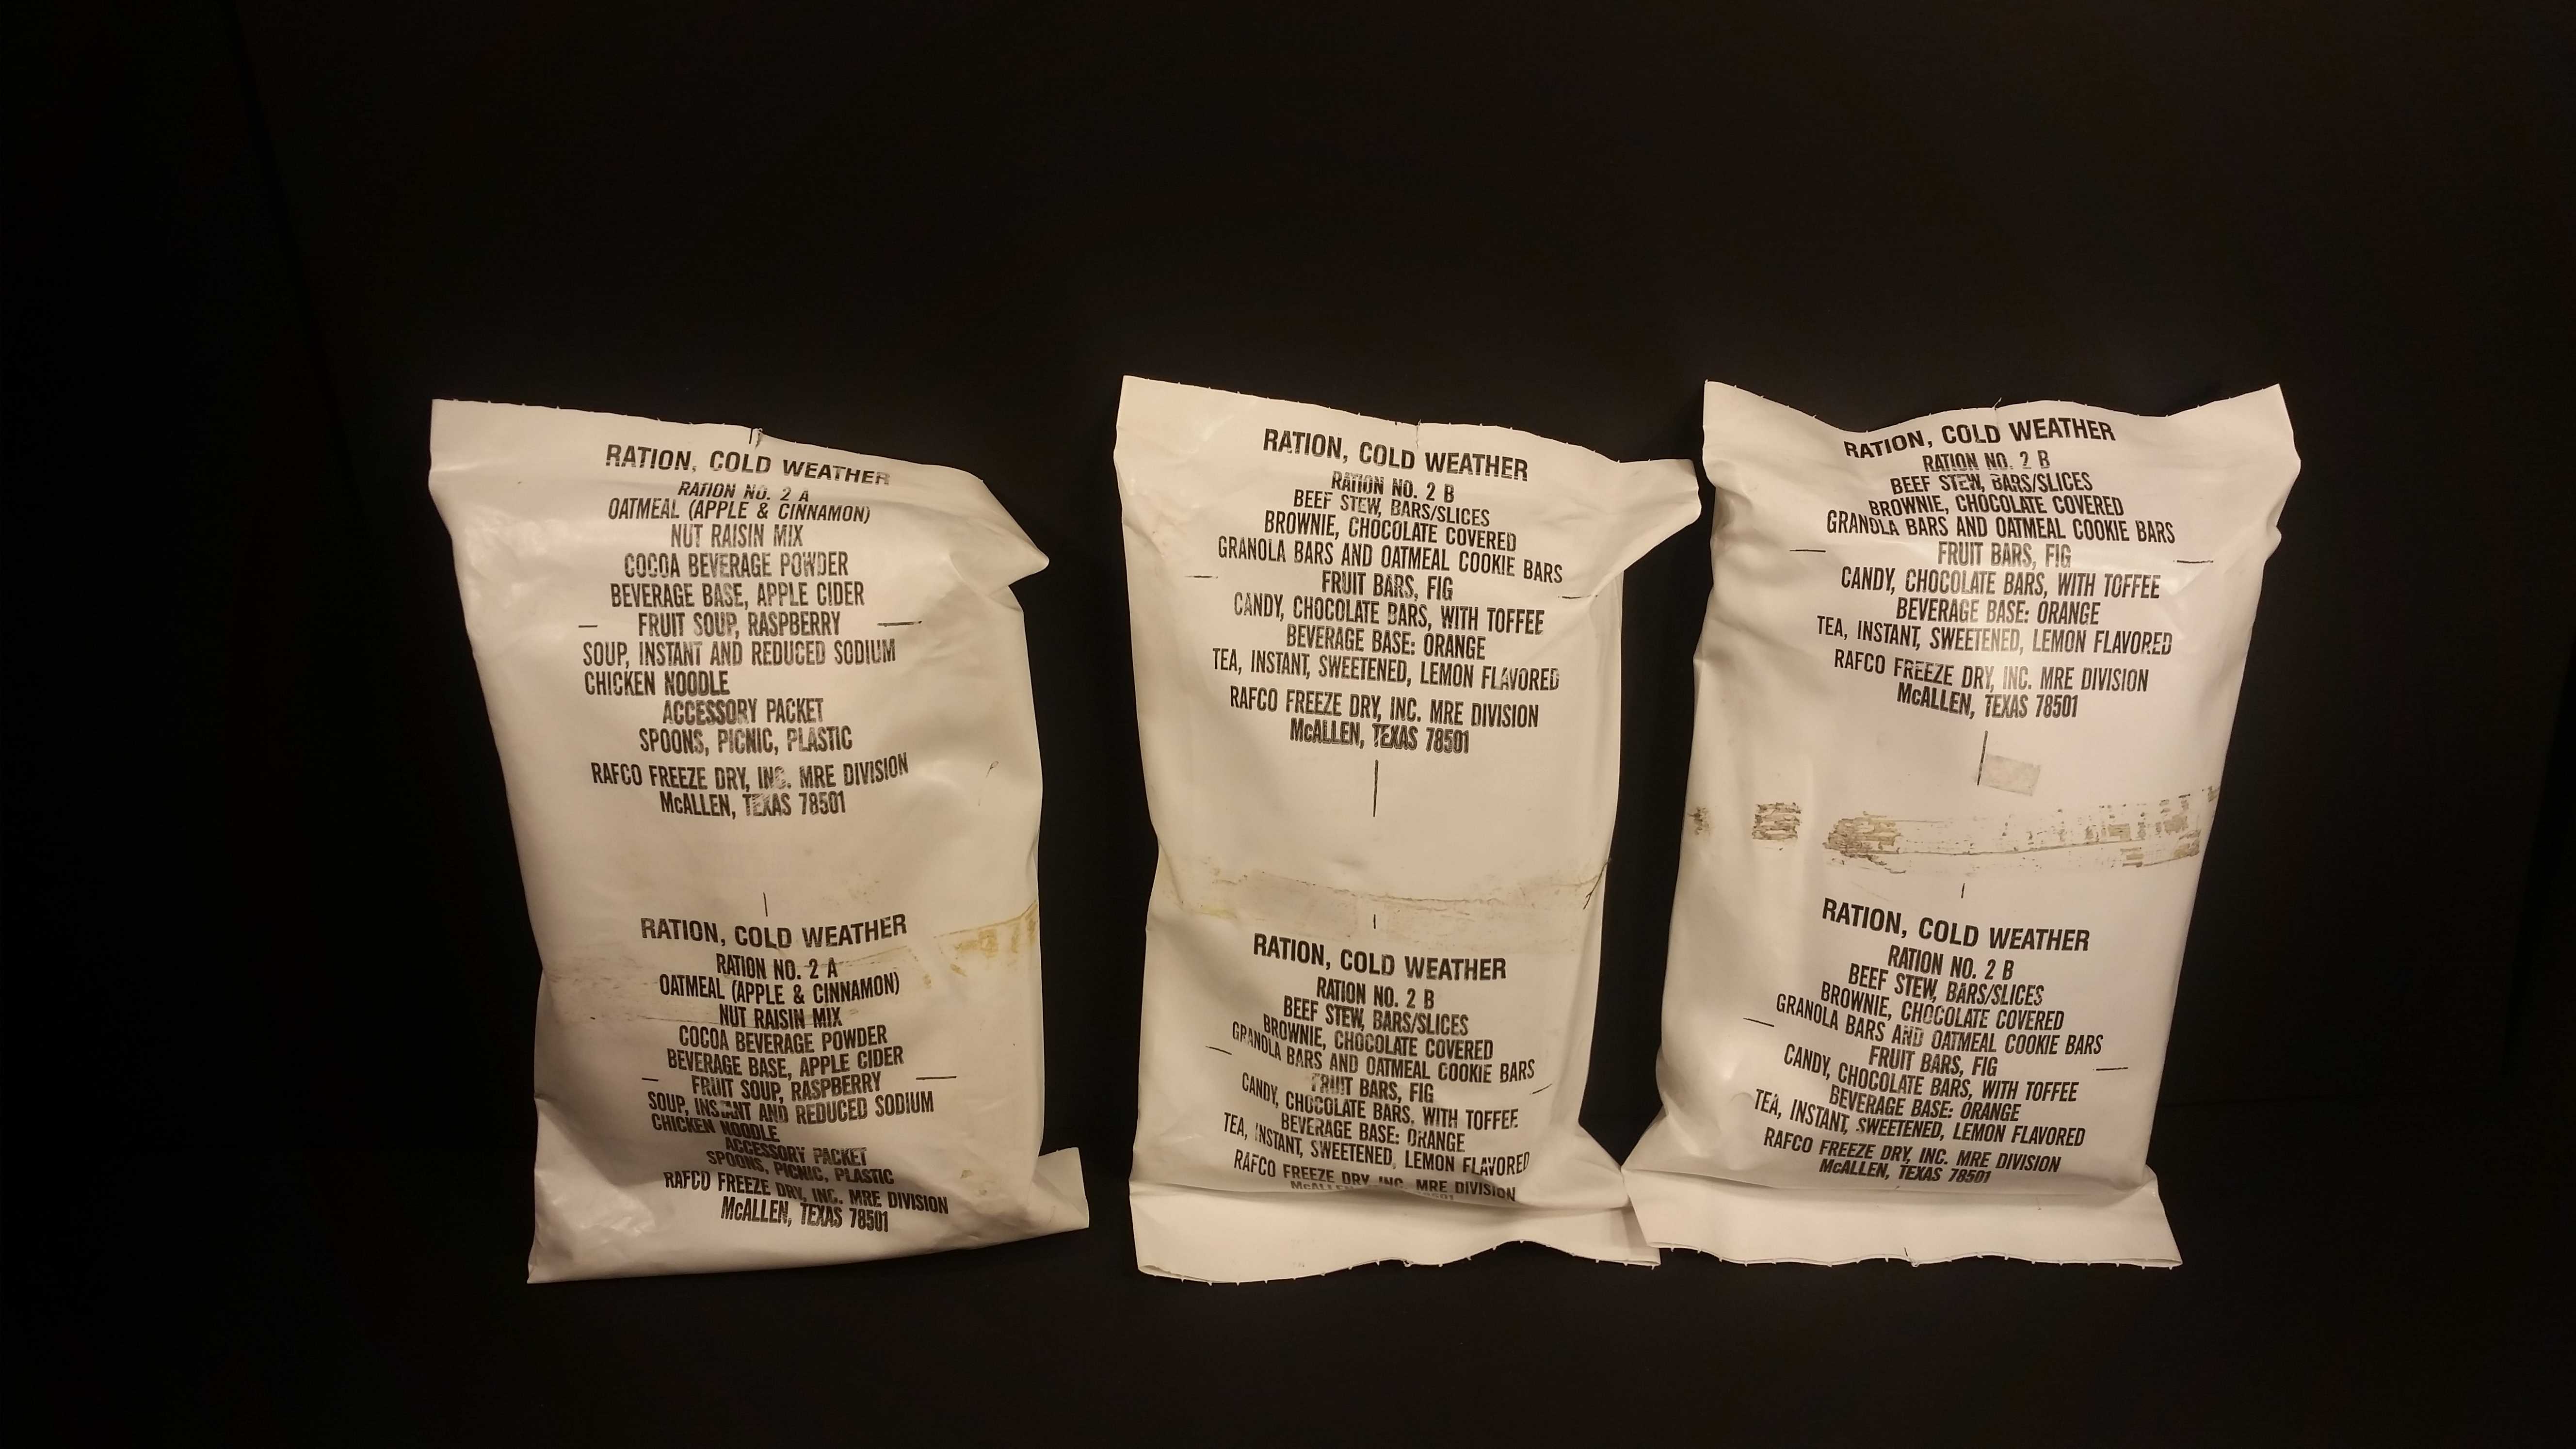 RATION, COLD WEATHER
RATION NO. 2 A
OATMEAL (APPLE & CINNAMON)
NUT RAISIN MIX
COCOA BEVERAGE POWDER
BEVERAGE BASE, APPLE CIDER
FRUIT SOUP, RASPBERRY
SOUP, INSTANT AND REDUCED SODIUM
CHICKEN NOODLE
ACCESSORY PACKET
SPOONS, PICNIC, PLASTIC
RAFCO FREEZE DRY, INC. MRE DIVISION
McALLEN, TEXAS 78501
RATION, COLD WEATHER
RATION NO. 2 A
OATMEAL (APPLE & CINNAMON)
NUT RAISIN MIX
COCOA BEVERAGE POWDER
BEVERAGE BASE, APPLE CIDER
FRUIT SOUP, RASPBERRY
SOUP, INSTANT AND REDUCED SODIUM
CHICKEN NOODLE
ACCESSORY PACKET
SPOONS, PICNIC, PLASTIC
RAFCO FREEZE DRY, INC. MRE DIVISION
McALLEN, TEXAS 78501
RATION, COLD WEATHER
RATION NO. 2 B
BEEF STEW, BARS/SLICES
BROWNIE, CHOCOLATE COVERED
GRANOLA BARS AND OATMEAL COOKIE BARS
FRUIT BARS, FIG
CANDY, CHOCOLATE BARS, WITH TOFFEE
BEVERAGE BASE: ORANGE
TEA, INSTANT, SWEETENED, LEMON FLAVORED
RAFCO FREEZE DRY, INC. MRE DIVISION
McALLEN, TEXAS 78501
RATION, COLD WEATHER
RATION NO. 2 B
BEEF STEW, BARS/SLICES
BROWNIE, CHOCOLATE COVERED
GRANOLA BARS AND OATMEAL COOKIE BARS
FRUIT BARS, FIG
CANDY, CHOCOLATE BARS, WITH TOFFEE
BEVERAGE BASE: ORANGE
TEA, INSTANT, SWEETENED, LEMON FLAVORED
RAFCO FREEZE DRY, INC. MRE DIVISION
McALLEN, 78501
RATION, COLD WEATHER
RATION NO. 2 B
BEEF STEW, BARS/SLICES
BROWNIE, CHOCOLATE COVERED
GRANOLA BARS AND OATMEAL COOKIE BARS
FRUIT BARS, FIG
CANDY, CHOCOLATE BARS, WITH TOFFEE
BEVERAGE BASE: ORANGE
TEA, INSTANT, SWEETENED, LEMON FLAVORED
RAFCO FREEZE DRY, INC. MRE DIVISION
McALLEN, TEXAS 78501
RATION, COLD WEATHER
RATION NO. 2 B
BEEF STEW, BARS/SLICES
BROWNIE, CHOCOLATE COVERED
GRANOLA BARS AND OATMEAL COOKIE BARS
FRUIT BARS, FIG
CANDY, CHOCOLATE BARS, WITH TOFFEE
BEVERAGE BASE: ORANGE
TEA, INSTANT, SWEETENED, LEMON FLAVORED
RAFCO FREEZE DRY, INC. MRE DIVISION
McALLEN, TEXAS 78501